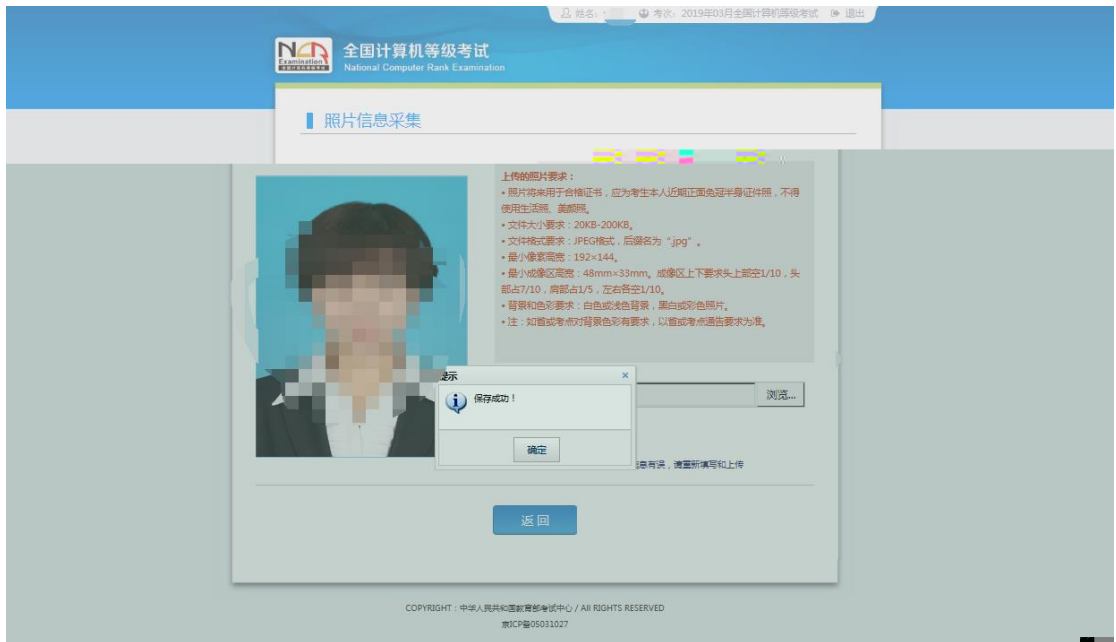 姓名：
考次：2019年03月全国计算机等级考试
退出
NCR
Examination
全国计算机等级考试
National Computer Rank Examination
照片信息采集
上传的照片要求：
• 照片将来用于合格证书，应为考生本人近期正面免冠半身证件照，不得
使用生活照、美颜照。
• 文件大小要求：20KB-200KB。
• 文件格式要求：JPEG格式，后缀名为“.jpg”。
• 最小像素高宽：192×144。
• 最小成像区高宽：48mm×33mm。成像区上下要求头上部空1/10，头
部占7/10，肩部占1/5，左右各空1/10。
• 背景和色彩要求：白色或浅色背景，黑白或彩色照片。
• 注：如省或考点对背景色彩有要求，以省或考点通告要求为准。
提示
×
保存成功！
浏览...
确定
息有误，请重新填写和上传
返回
COPYRIGHT：中华人民共和国教育部考试中心 / All RIGHTS RESERVED
京ICP备05031027